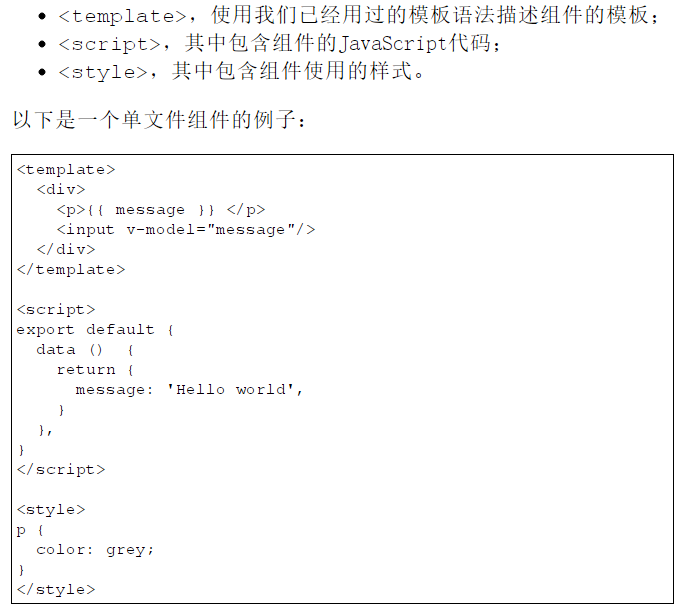 • <template>，使用我们已经用过的模板语法描述组件的模板；
• <script>，其中包含组件的JavaScript代码；
• <style>，其中包含组件使用的样式。
以下是一个单文件组件的例子：
<template>
  <div>
    <p>{{ message }} </p>
    <input v-model="message"/>
  </div>
</template>

<script>
export default {
  data ()  {
    return {
      message: 'Hello world',
    }
  },
}
</script>

<style>
p {
  color: grey;
}
</style>